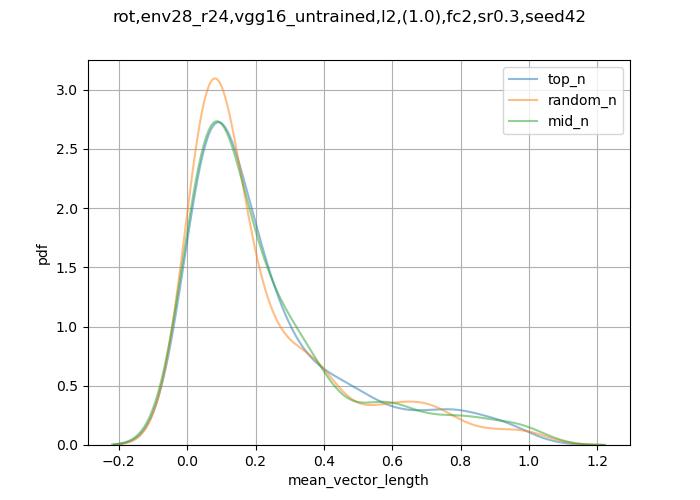 rot,env28_r24,vgg16_untrained,l2,(1.0),fc2,sr0.3,seed42
top_n
random_n
mid_n
pdf
3.0
2.5
2.0
1.5
1.0
0.5
0.0
−0.2 0.0 0.2 0.4 0.6 0.8 1.0 1.2
mean_vector_length